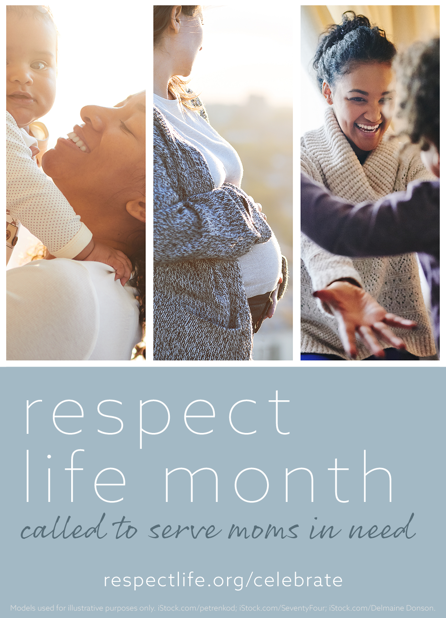 respect
life month
called to serve moms in need
respectlife.org/celebrate
Models used for illustrative purposes only. iStock.com/petrenkod; iStock.com/SeventyFour; iStock.com/Delmaine Donson.